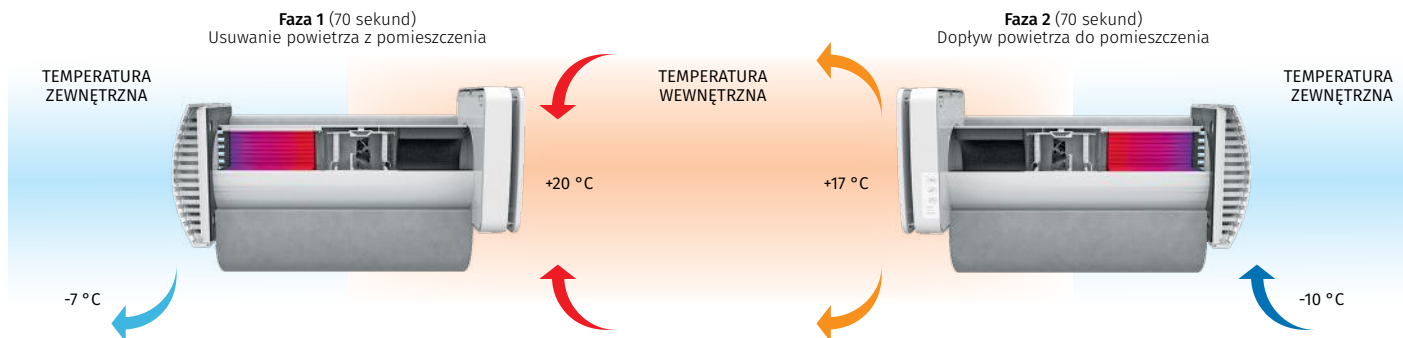 Faza 1 (70 sekund)
Usuwanie powietrza z pomieszczenia
Faza 2 (70 sekund)
Dopływ powietrza do pomieszczenia
TEMPERATURA
ZEWNĘTRZNA
TEMPERATURA
WEWNĘTRZNA
TEMPERATURA
ZEWNĘTRZNA
+20 °C
+17 °C
-7 °C
-10 °C